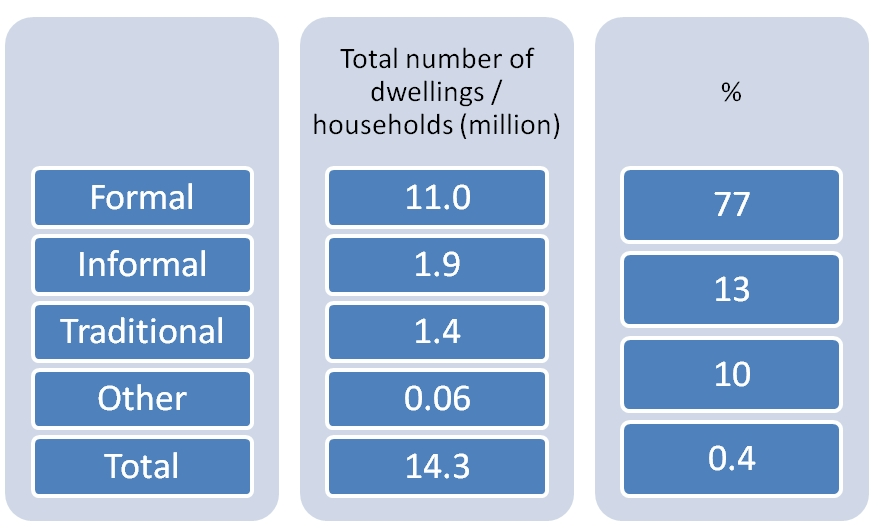 Total number of
dwellings /
households (million)
%
Formal
11.0
77
Informal
1.9
13
Traditional
1.4
10
Other
0.06
0.4
Total
14.3